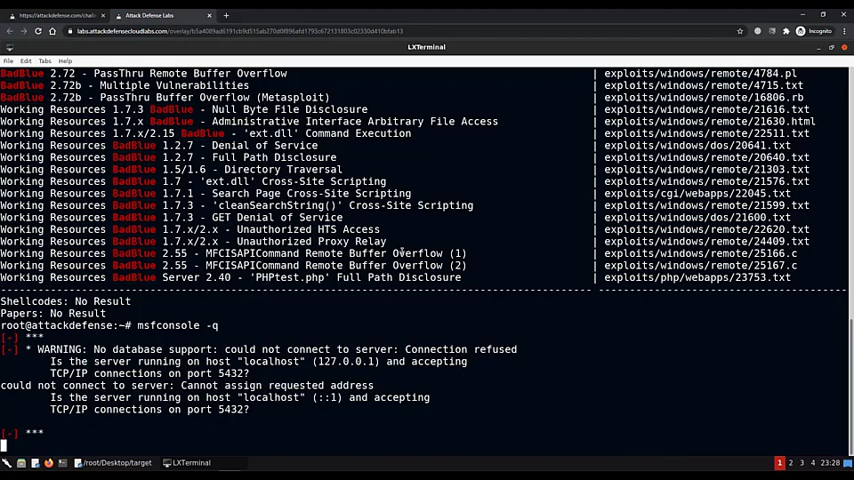 https://attackdefense.com/challe
Attack Defense Labs
Incognito
LXTerminal
File Edit Tabs Help
BadBlue 2.72 - PassThru Remote Buffer Overflow | exploits/windows/remote/4784.pl
BadBlue 2.72b - Multiple Vulnerabilities | exploits/windows/remote/4715.txt
BadBlue 2.72b - PassThru Buffer Overflow (Metasploit) | exploits/windows/remote/16806.rb
Working Resources 1.7.3 BadBlue - Null Byte File Disclosure | exploits/windows/remote/21616.txt
Working Resources 1.7.x BadBlue - Administrative Interface Arbitrary File Access | exploits/windows/remote/21630.html
Working Resources 1.7.x/2.15 BadBlue - 'ext.dll' Command Execution | exploits/windows/remote/22511.txt
Working Resources BadBlue 1.2.7 - Denial of Service | exploits/windows/dos/20641.txt
Working Resources BadBlue 1.2.7 - Full Path Disclosure | exploits/windows/remote/20640.txt
Working Resources BadBlue 1.5/1.6 - Directory Traversal | exploits/windows/remote/21303.txt
Working Resources BadBlue 1.7 - 'ext.dll' Cross-Site Scripting | exploits/windows/remote/21576.txt
Working Resources BadBlue 1.7.1 - Search Page Cross-Site Scripting | exploits/cgi/webapps/22045.txt
Working Resources BadBlue 1.7.3 - 'cleanSearchString()' Cross-Site Scripting | exploits/windows/remote/21599.txt
Working Resources BadBlue 1.7.3 - GET Denial of Service | exploits/windows/dos/21600.txt
Working Resources BadBlue 1.7.x/2.x - Unauthorized HTS Access | exploits/windows/remote/22620.txt
Working Resources BadBlue 1.7.x/2.x - Unauthorized Proxy Relay | exploits/windows/remote/24409.txt
Working Resources BadBlue 2.55 - MFCISAPICommand Remote Buffer Overflow (1) | exploits/windows/remote/25166.c
Working Resources BadBlue 2.55 - MFCISAPICommand Remote Buffer Overflow (2) | exploits/windows/remote/25167.c
Working Resources BadBlue Server 2.40 - 'PHPtest.php' Full Path Disclosure | exploits/php/webapps/23753.txt
Shellcodes: No Result
Papers: No Result
root@attackdefense:~# msfconsole -q
[-] ***
[-] * WARNING: No database support: could not connect to server: Connection refused
Is the server running on host "localhost" (127.0.0.1) and accepting
TCP/IP connections on port 5432?
could not connect to server: Cannot assign requested address
Is the server running on host "localhost" (::1) and accepting
TCP/IP connections on port 5432?
[-] ***
/root/Desktop/target
LXTerminal
1 2 3 4 23:28